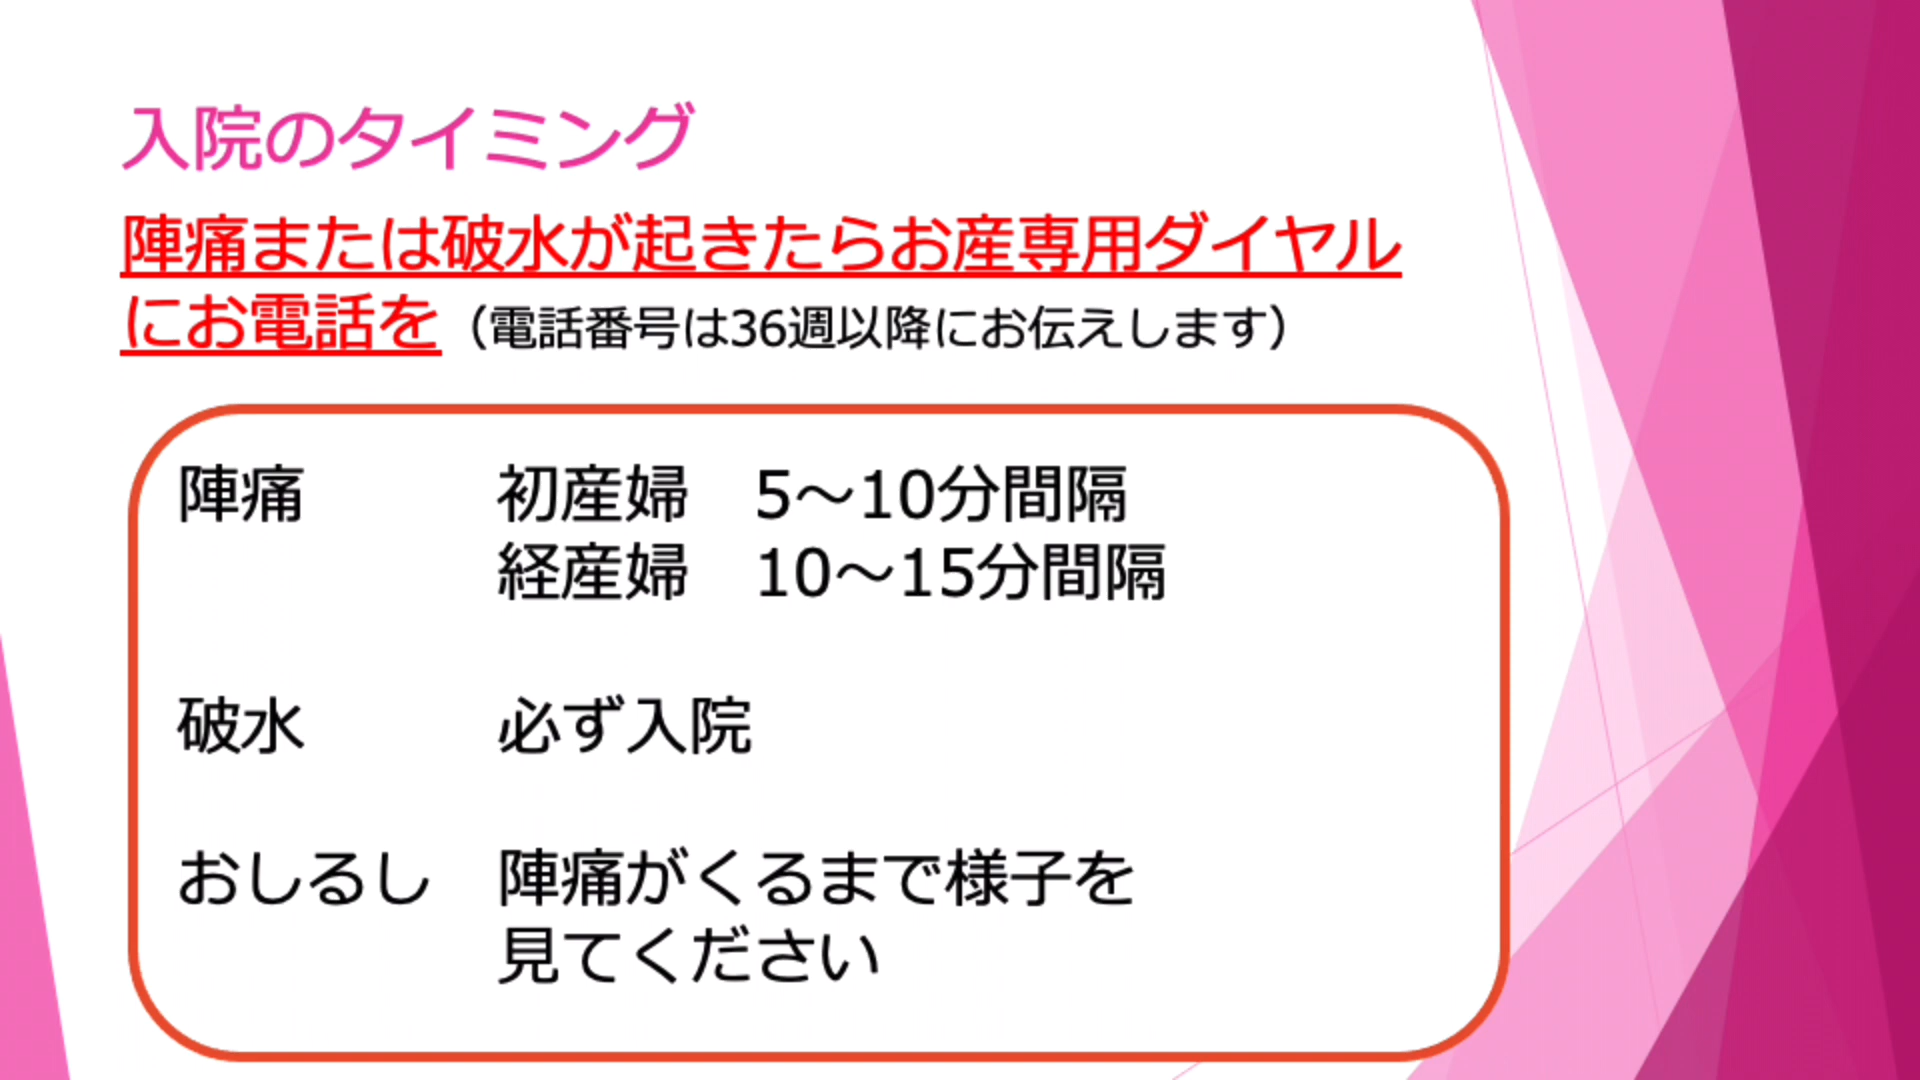 入院のタイミング
陣痛または破水が起きたらお産専用ダイヤル
にお電話を（電話番号は36週以降にお伝えします）
陣痛　　　初産婦　5～10分間隔
経産婦　10～15分間隔
破水　　　必ず入院
おしるし　陣痛がくるまで様子を
見てください